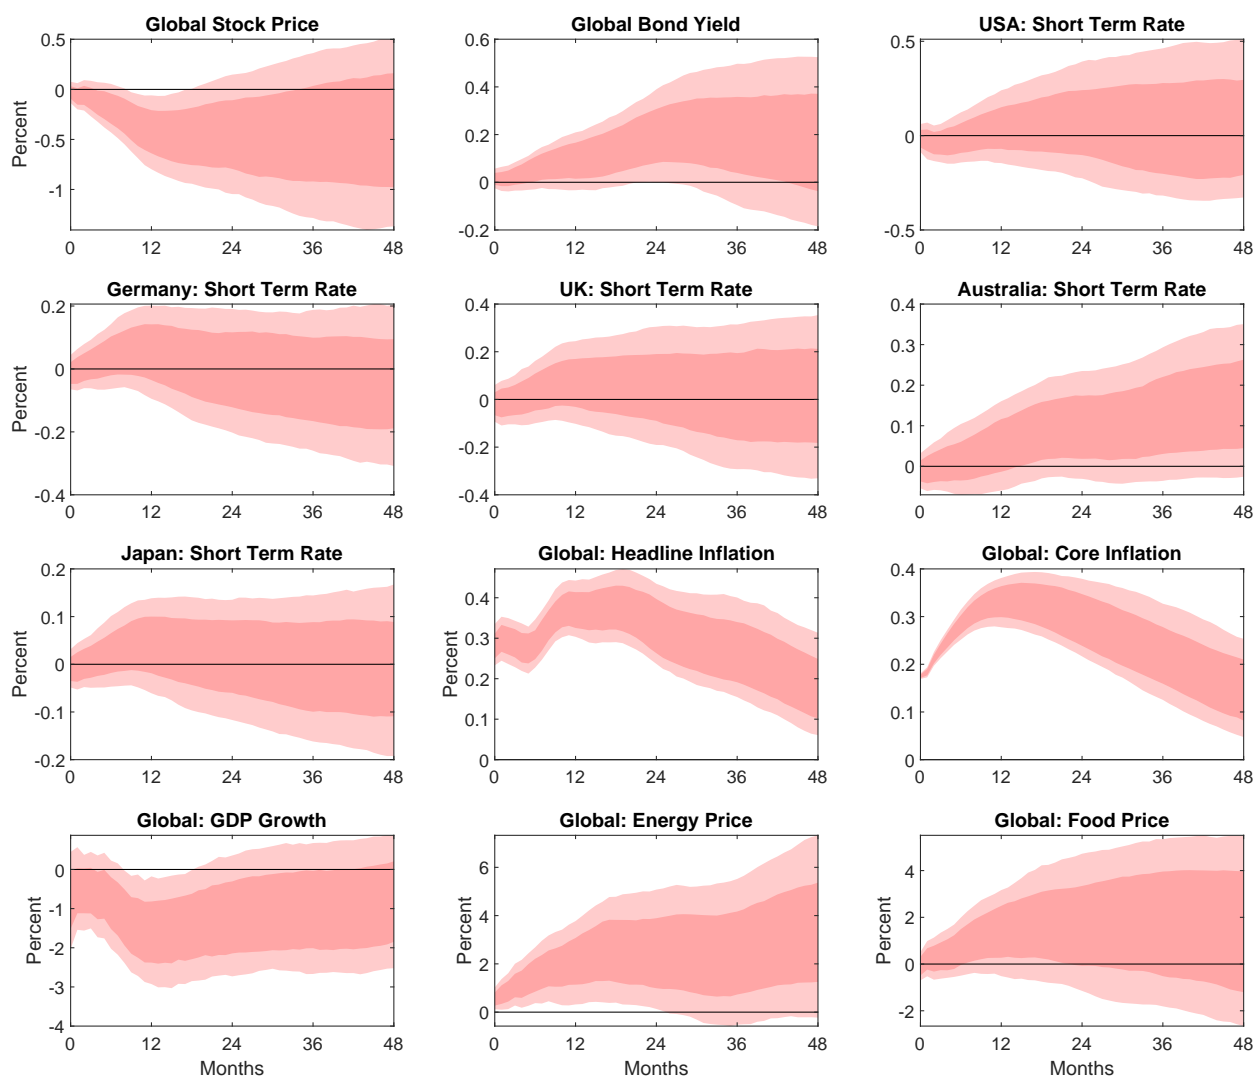 Global Stock Price
Global Bond Yield
USA: Short Term Rate
Percent
0.5
0
-0.5
-1
0 12 24 36 48
0.6
0.4
0.2
0
-0.2
0 12 24 36 48
0.5
0
-0.5
0 12 24 36 48
Germany: Short Term Rate
UK: Short Term Rate
Australia: Short Term Rate
Percent
0.2
0
-0.2
-0.4
0 12 24 36 48
0.4
0.2
0
-0.2
-0.4
0 12 24 36 48
0.4
0.3
0.2
0.1
0
0 12 24 36 48
Japan: Short Term Rate
Global: Headline Inflation
Global: Core Inflation
0.2
0.1
0
-0.1
-0.2
0 12 24 36 48
Percent
0.4
0.3
0.2
0.1
0
0 12 24 36 48
0.4
0.3
0.2
0.1
0
0 12 24 36 48
Global: GDP Growth
Global: Energy Price
Global: Food Price
Percent
0
-1
-2
-3
-4
0 12 24 36 48
Months
Percent
6
4
2
0
0 12 24 36 48
Months
Percent
4
2
0
-2
0 12 24 36 48
Months